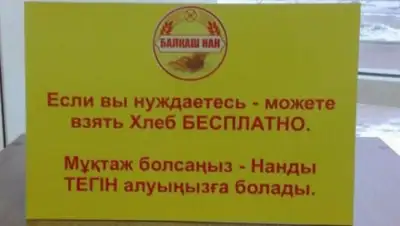 БАЛҚАШ НАН
Если вы нуждаетесь - можете
взять Хлеб БЕСПЛАТНО.
Мұқтаж болсаңыз - Нанды
ТЕГІН алуыңызға болады.